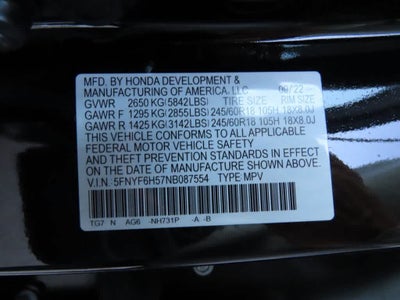 MFD. BY HONDA DEVELOPMENT &
MANUFACTURING OF AMERICA, LLC 09/22
GVWR 2650 KG(5842LBS) TIRE SIZE RIM SIZE
GAWR F 1295 KG(2855LBS) 245/60R18 105H 18X8.0J
GAWR R 1425 KG(3142LBS) 245/60R18 105H 18X8.0J
THIS VEHICLE CONFORMS TO ALL APPLICABLE
FEDERAL MOTOR VEHICLE SAFETY
AND THEFT PREVENTION STANDARDS IN EFFECT ON THE
DATE OF MANUFACTURE SHOWN ABOVE.
V.I.N. 5FNYF6H57NB087554 TYPE MPV
TG7 N AG6 -NH731P -A -B